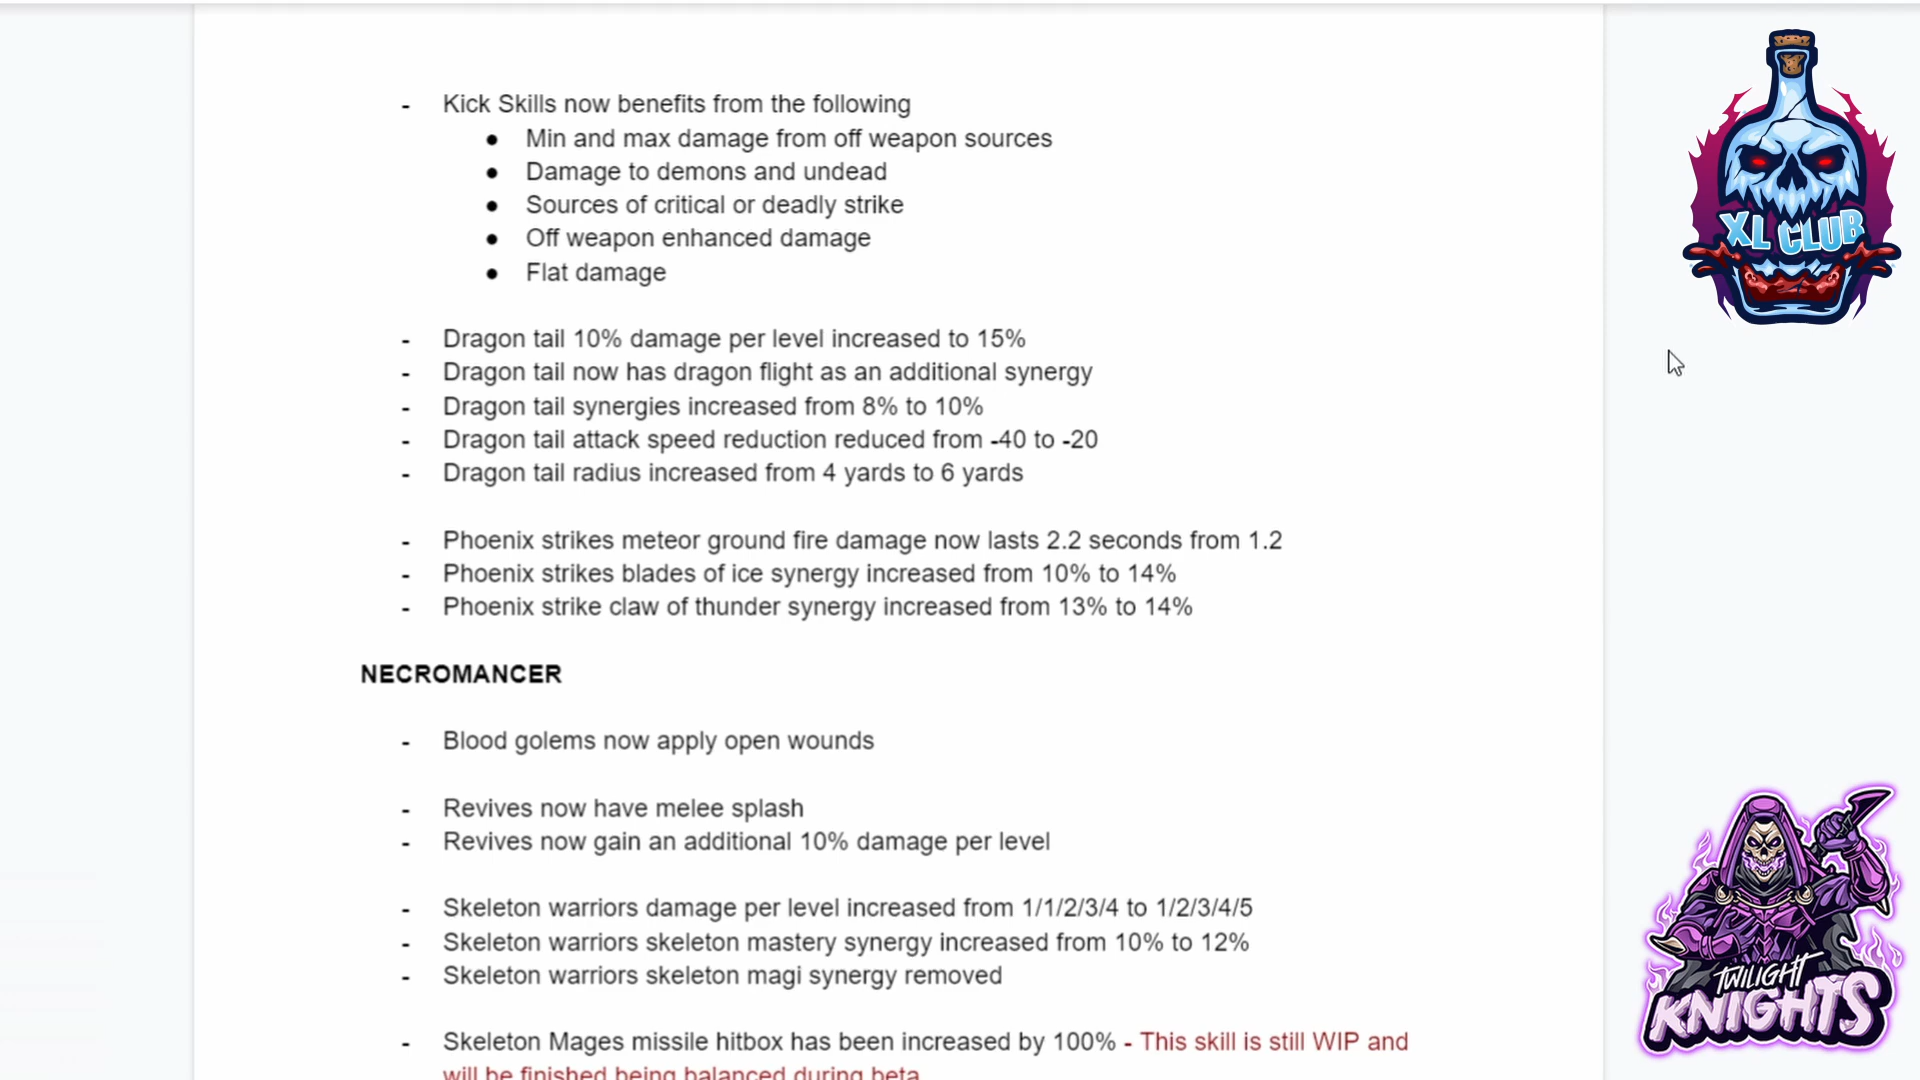 - Kick Skills now benefits from the following
● Min and max damage from off weapon sources
● Damage to demons and undead
● Sources of critical or deadly strike
● Off weapon enhanced damage
● Flat damage
- Dragon tail 10% damage per level increased to 15%
- Dragon tail now has dragon flight as an additional synergy
- Dragon tail synergies increased from 8% to 10%
- Dragon tail attack speed reduction reduced from -40 to -20
- Dragon tail radius increased from 4 yards to 6 yards
- Phoenix strikes meteor ground fire damage now lasts 2.2 seconds from 1.2
- Phoenix strikes blades of ice synergy increased from 10% to 14%
- Phoenix strike claw of thunder synergy increased from 13% to 14%
NECROMANCER
- Blood golems now apply open wounds
- Revives now have melee splash
- Revives now gain an additional 10% damage per level
- Skeleton warriors damage per level increased from 1/1/2/3/4 to 1/2/3/4/5
- Skeleton warriors skeleton mastery synergy increased from 10% to 12%
- Skeleton warriors skeleton magi synergy removed
- Skeleton Mages missile hitbox has been increased by 100% - This skill is still WIP and
will be finished being balanced during beta
XL CLUB
TWILIGHT
KNIGHTS